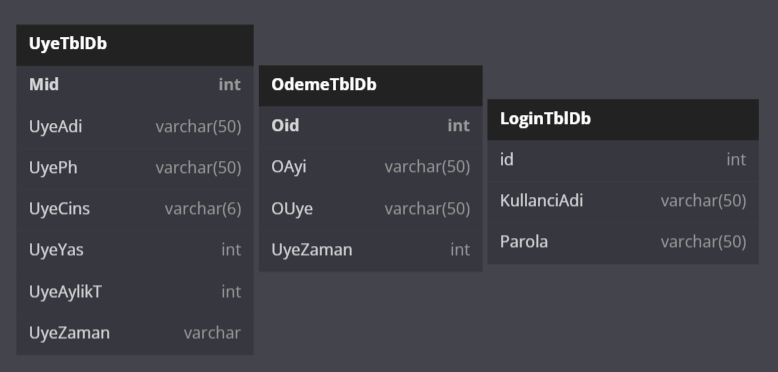 UyeTblDb
Mid int
UyeAdi varchar(50)
UyePh varchar(50)
UyeCins varchar(6)
UyeYas int
UyeAylikT int
UyeZaman varchar
OdemeTblDb
Oid int
OAyi varchar(50)
OUye varchar(50)
UyeZaman int
LoginTblDb
id int
KullanciAdi varchar(50)
Parola varchar(50)